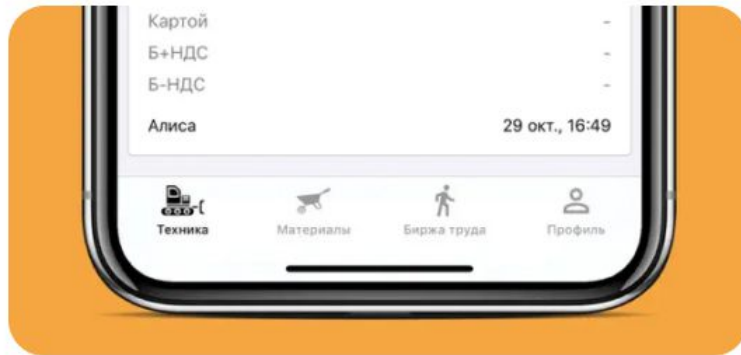 Картой -
Б+НДС -
Б-НДС -
Алиса 29 окт., 16:49
Техника Материалы Биржа труда Профиль